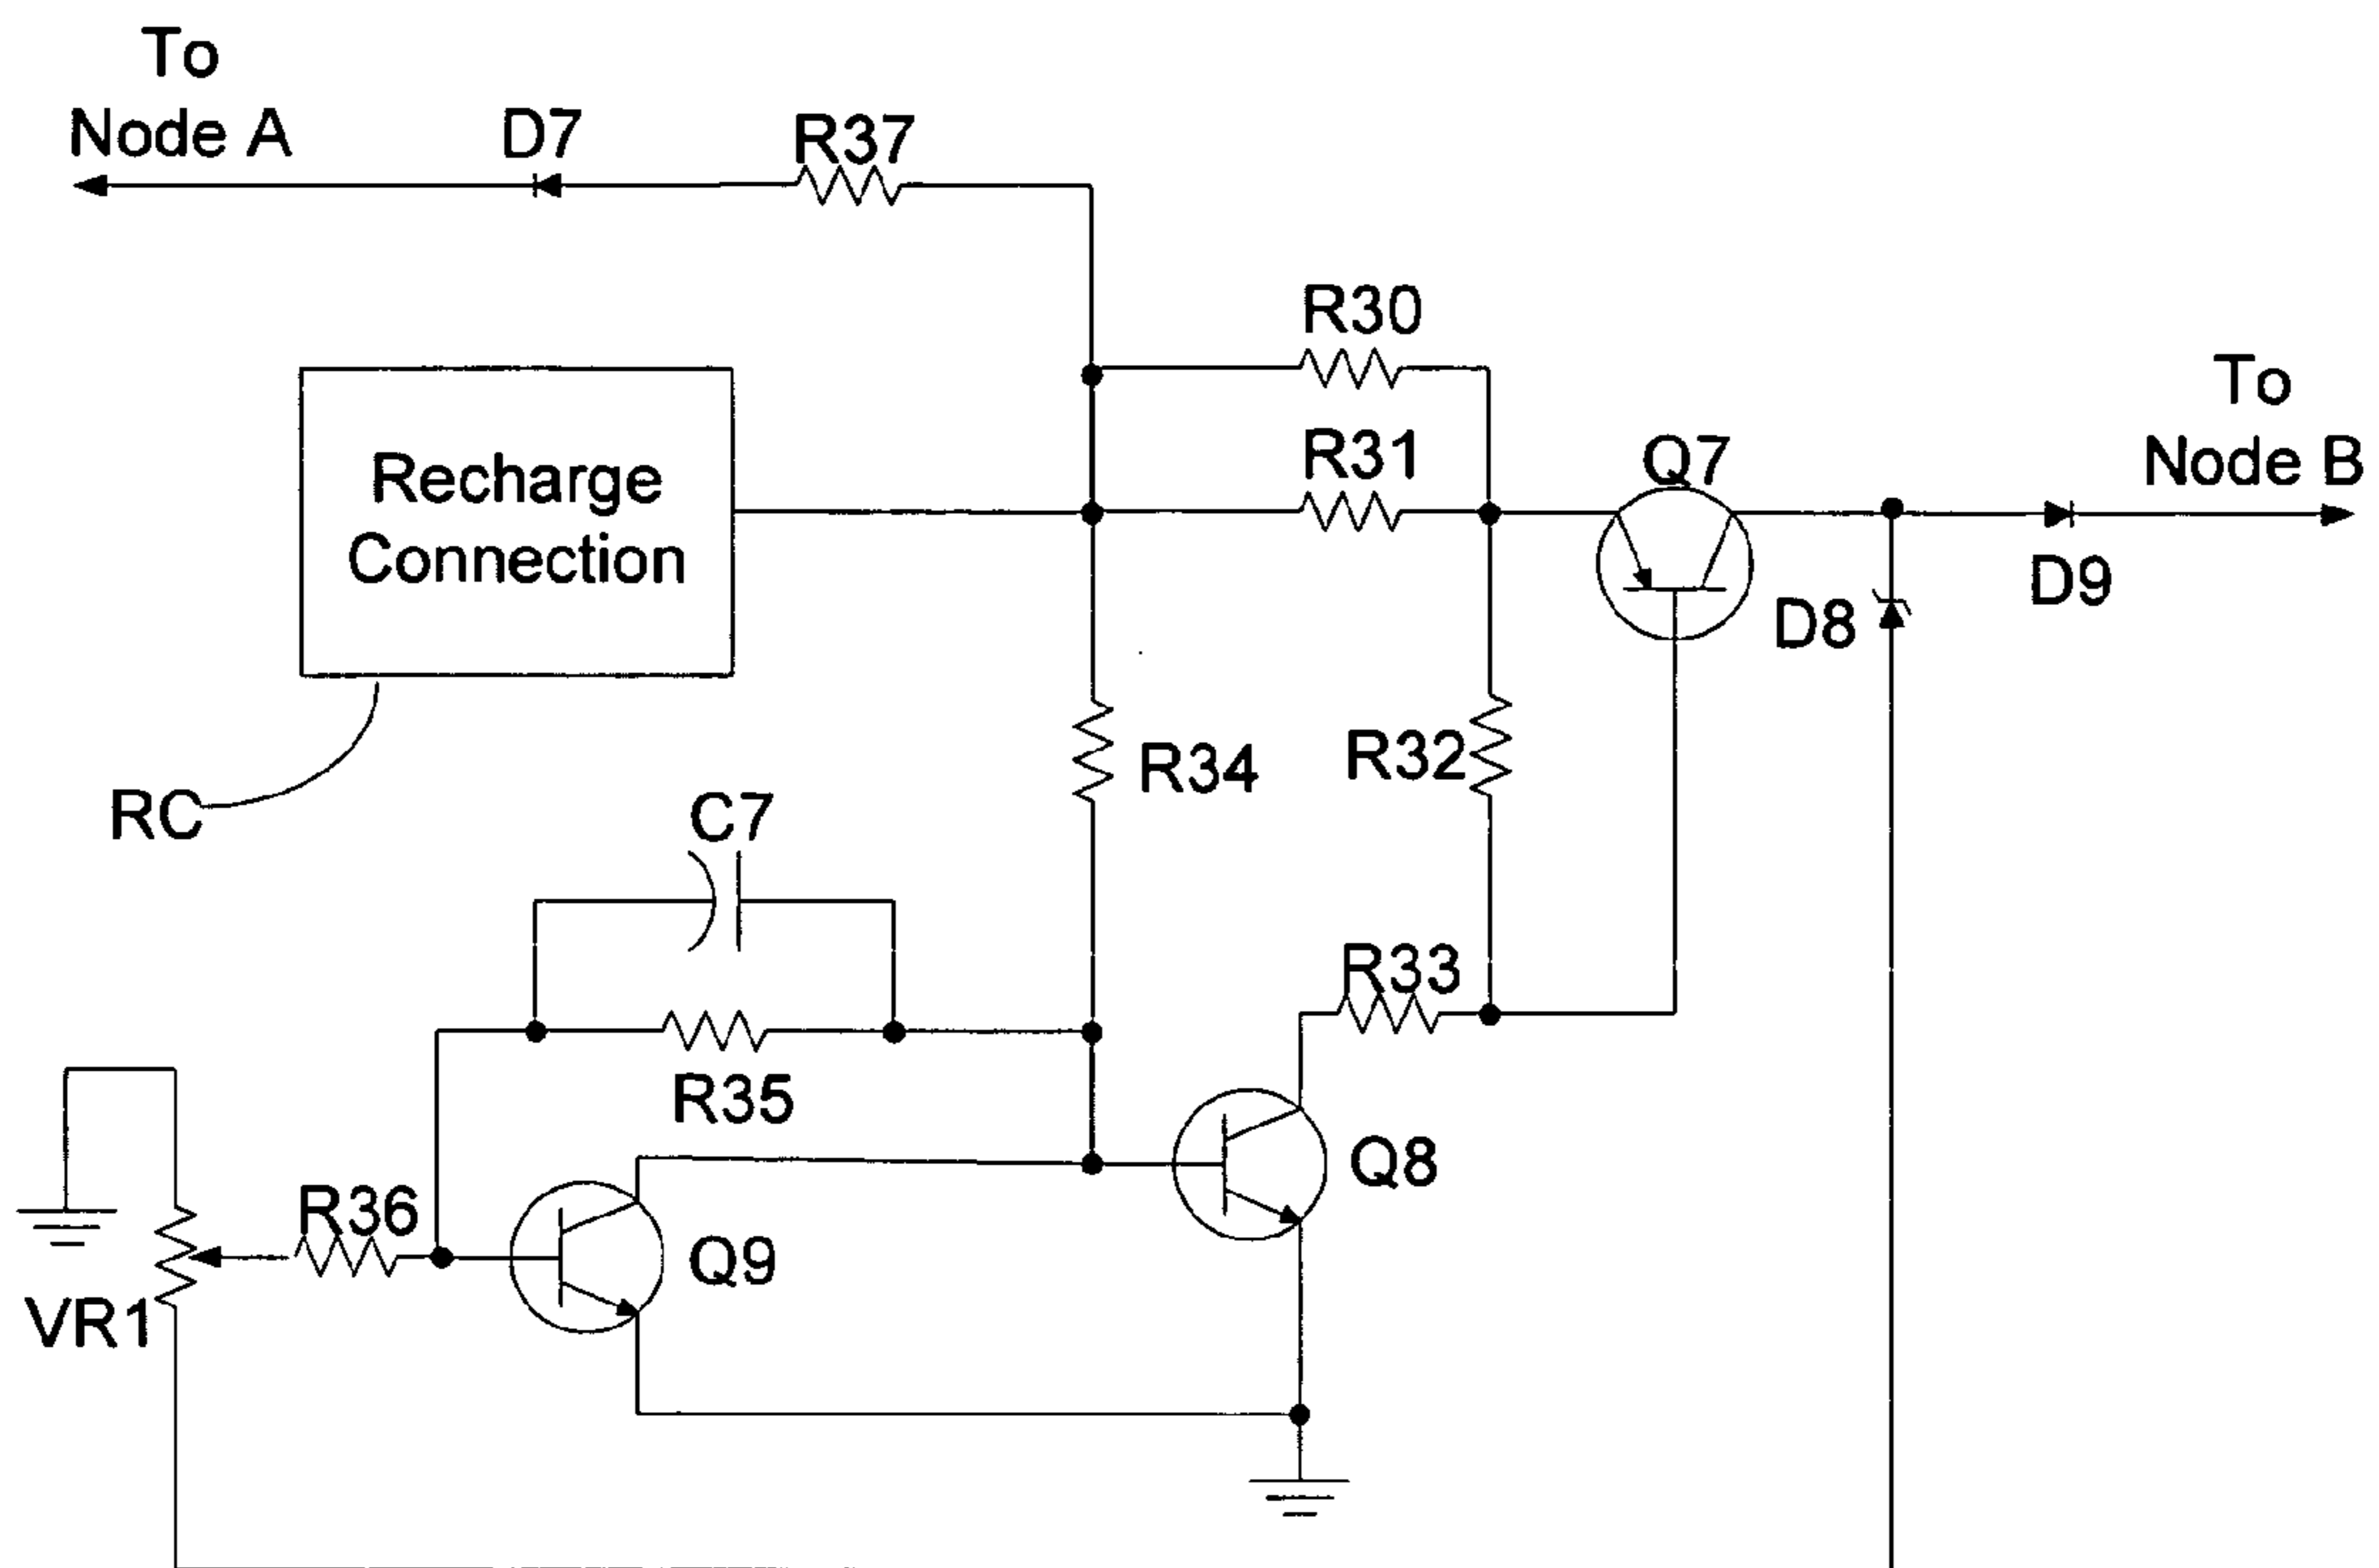 To
Node A
D7
R37
R30
R31
Q7
To
Node B
Recharge
Connection
D9
D8
R34
R32
RC
C7
R33
R35
Q8
R36
Q9
VR1